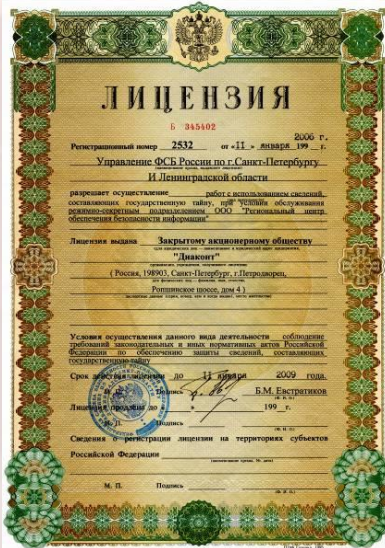 ЛИЦЕНЗИЯ
Б 345402
2006 г.
Регистрационный номер 2532 от «11» января 199 г.
Управление ФСБ России по г.Санкт-Петербургу
И Ленинградской области
разрешает осуществление работ с использованием сведений,
составляющих государственную тайну, при условии обслуживания
режимно-секретным подразделением ООО "Региональный центр
обеспечения безопасности информации"
Лицензия выдана Закрытому акционерному обществу
"Диаконт"
( Россия, 198903, Санкт-Петербург, г.Петродворец,
Ропшинское шоссе, дом 4 )
Условия осуществления данного вида деятельности соблюдение
требований законодательных и иных нормативных актов Российской
Федерации по обеспечению защиты сведений, составляющих
государственную тайну
Срок действия лицензии до 11 января 2009 года.
Подпись Б.М. Евстратиков
(Ф. И. О.)
Лицензия продлена до 199 г.
М. П. Подпись
(Ф. И. О.)
Сведения о регистрации лицензии на территориях субъектов
Российской Федерации
М. П. Подпись
(Ф. И. О.)